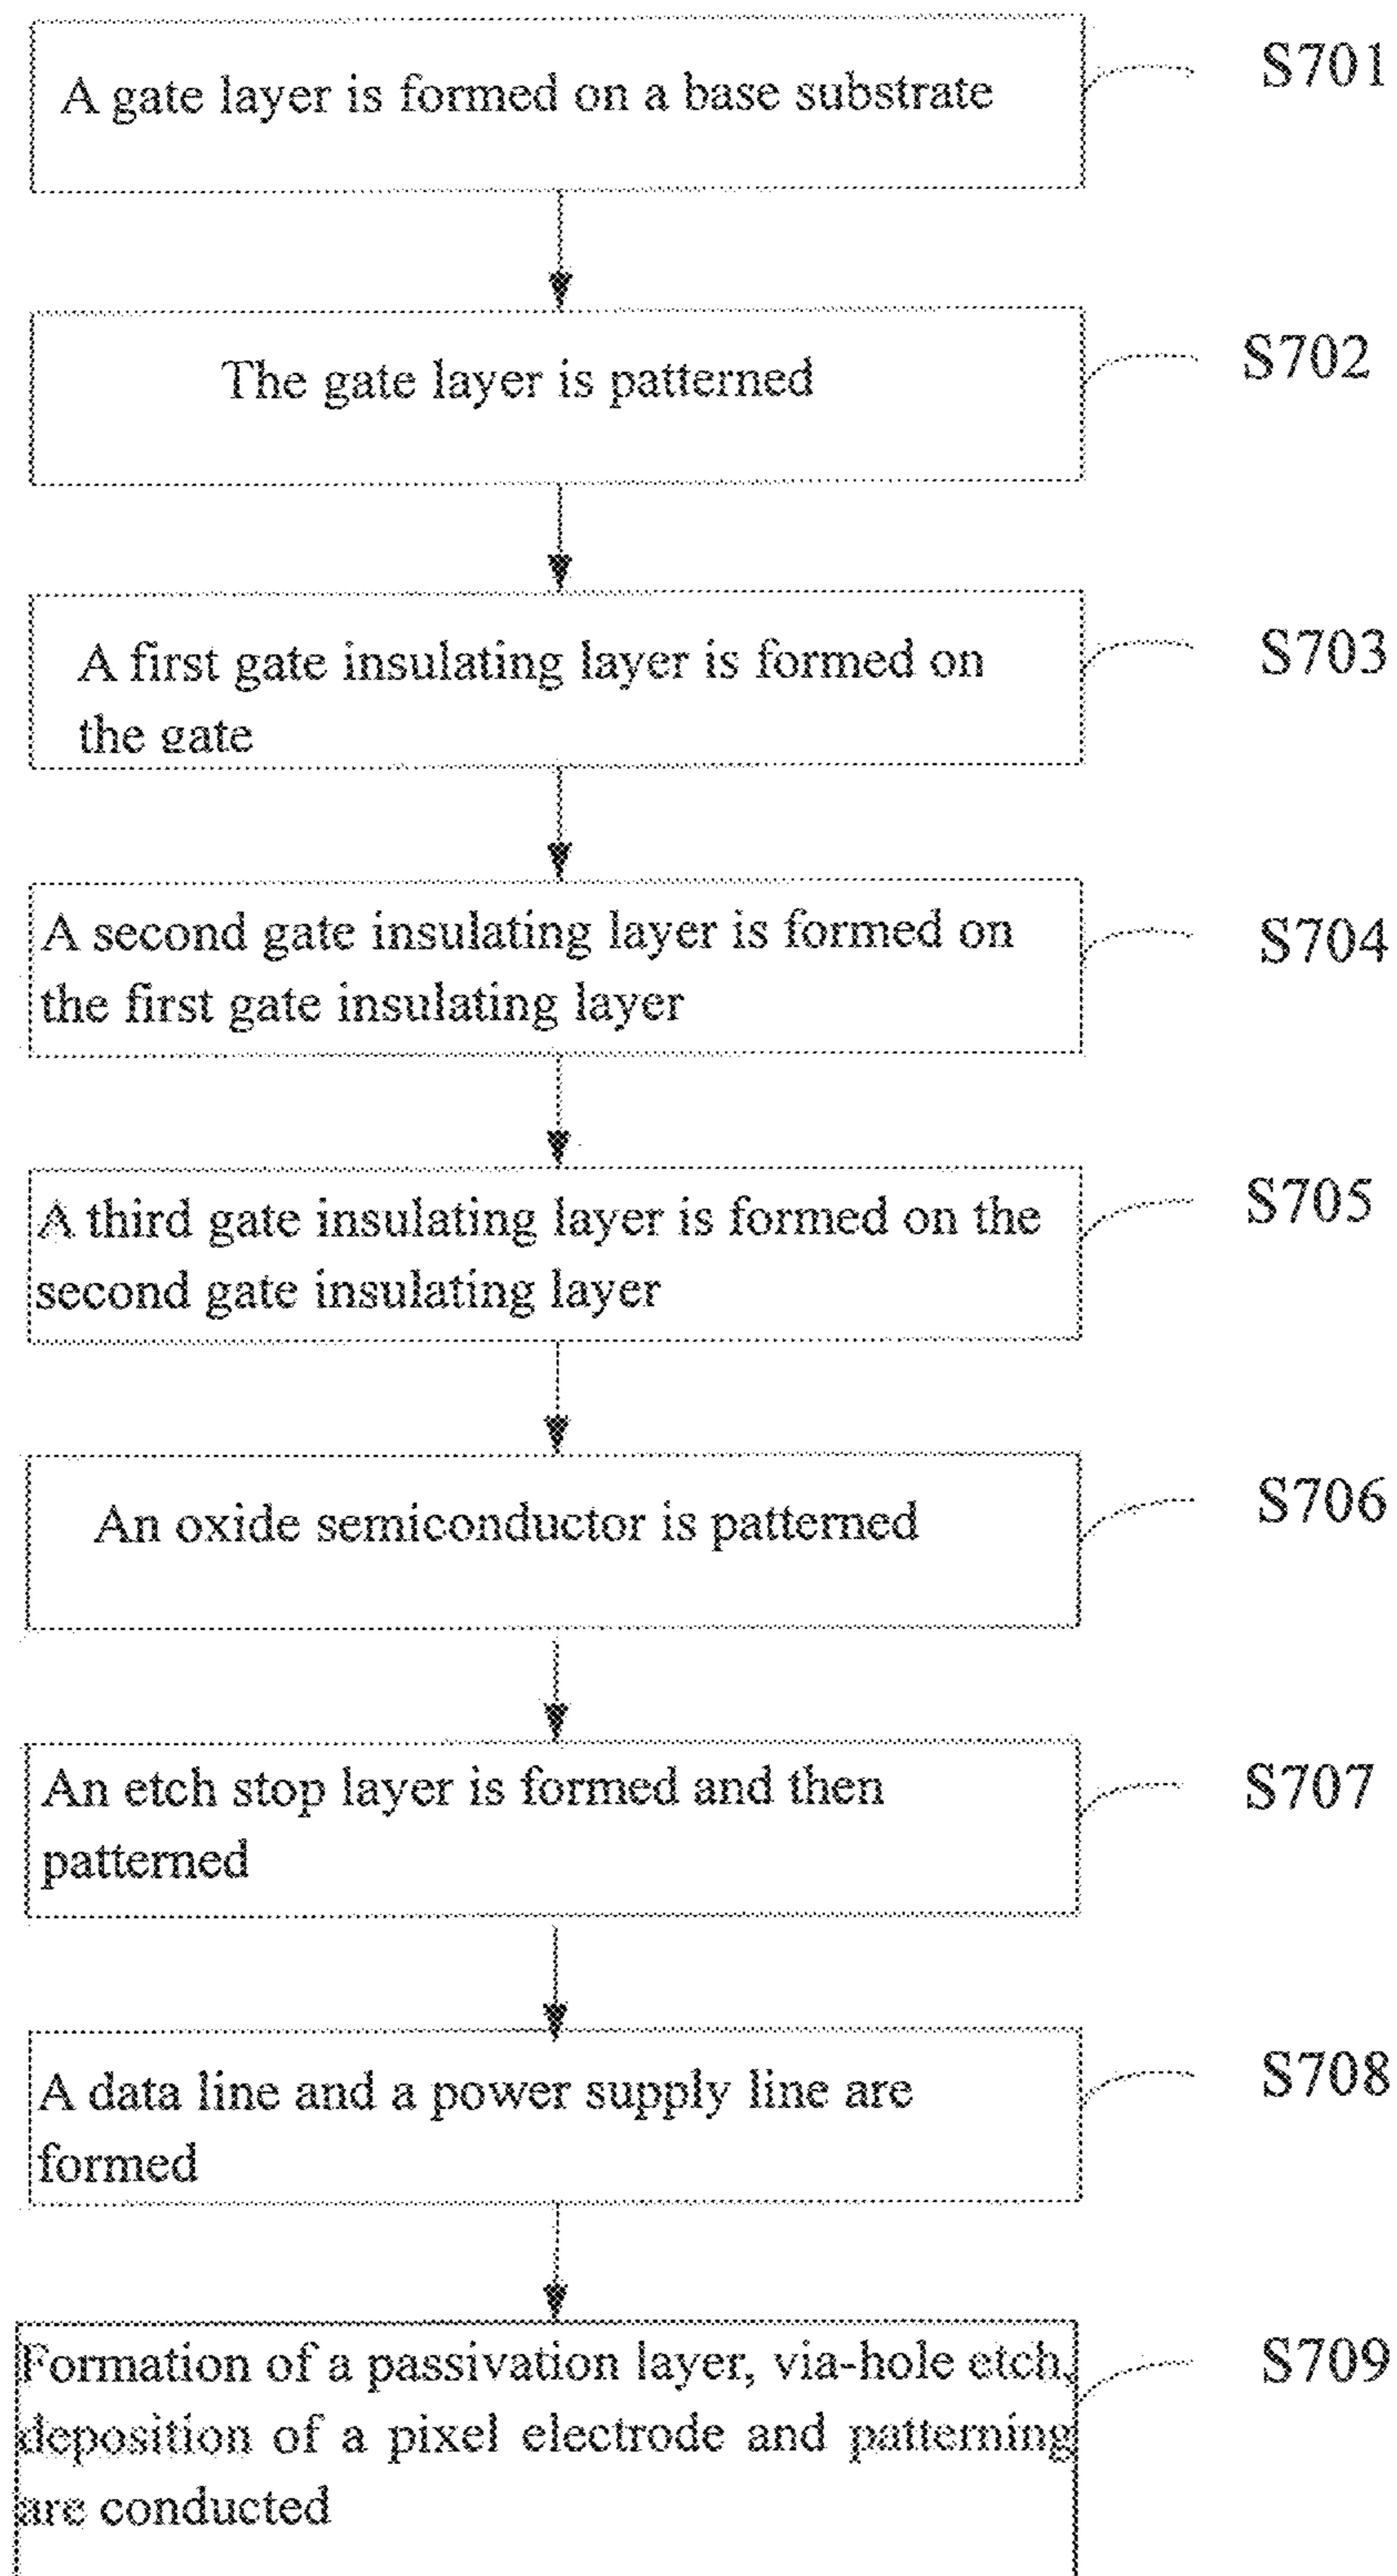 A gate layer is formed on a base substrate
S701
The gate layer is patterned
S702
A first gate insulating layer is formed on
the gate
S703
A second gate insulating layer is formed on
the first gate insulating layer
S704
A third gate insulating layer is formed on the
second gate insulating layer
S705
An oxide semiconductor is patterned
S706
An etch stop layer is formed and then
patterned
S707
A data line and a power supply line are
formed
S708
Formation of a passivation layer, via-hole etch,
deposition of a pixel electrode and patterning
are conducted
S709